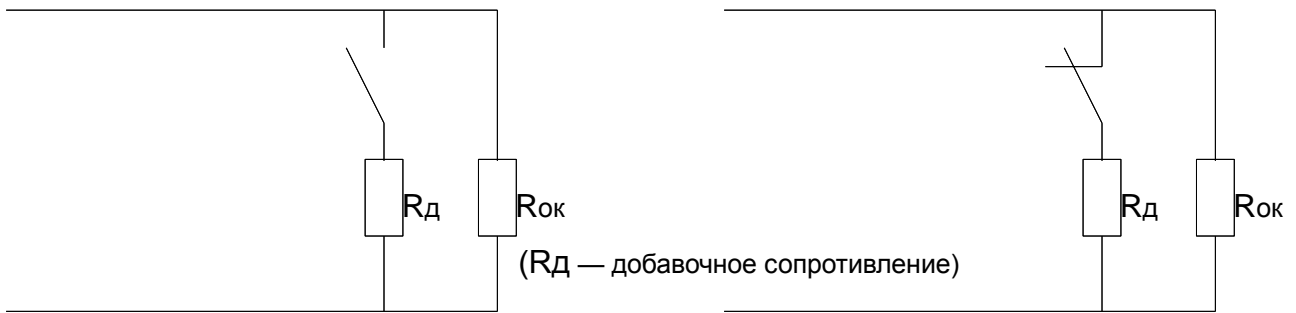 Rд Rок Rд Rок
(Rд — добавочное сопротивление)